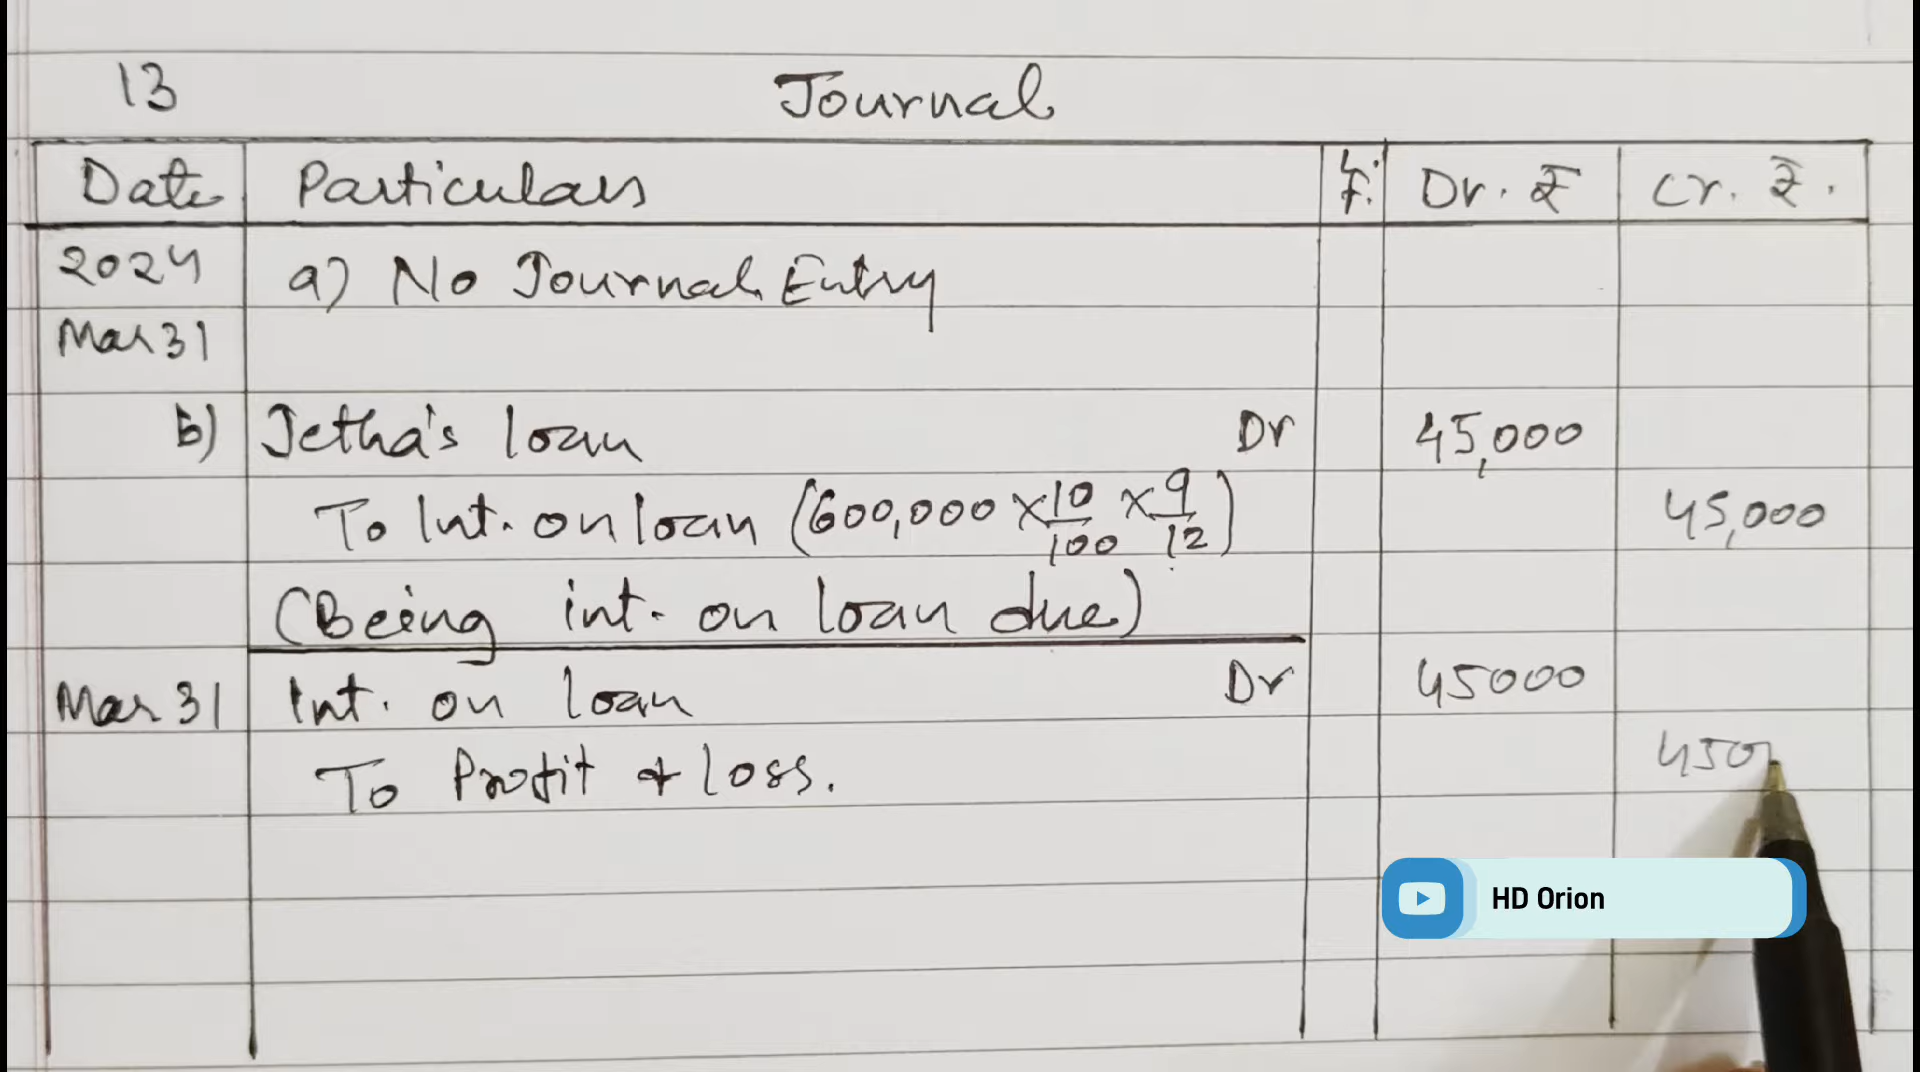 13 Journal
Date Particulars L.F. Dr. ₹ Cr. ₹.
2024 a) No Journal Entry
Mar 31
b) Jetha's loan Dr 45,000
To Int. on loan (600,000 × 10/100 × 9/12) 45,000
(Being int. on loan due)
Mar 31 Int. on loan Dr 45000
To Profit & loss. 450
HD Orion